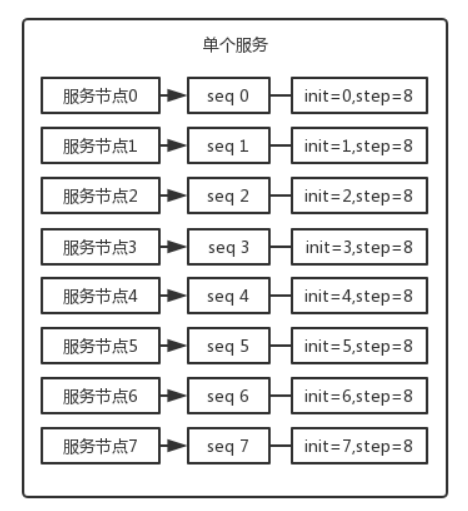 单个服务
服务节点0 seq 0 init=0,step=8
服务节点1 seq 1 init=1,step=8
服务节点2 seq 2 init=2,step=8
服务节点3 seq 3 init=3,step=8
服务节点4 seq 4 init=4,step=8
服务节点5 seq 5 init=5,step=8
服务节点6 seq 6 init=6,step=8
服务节点7 seq 7 init=7,step=8